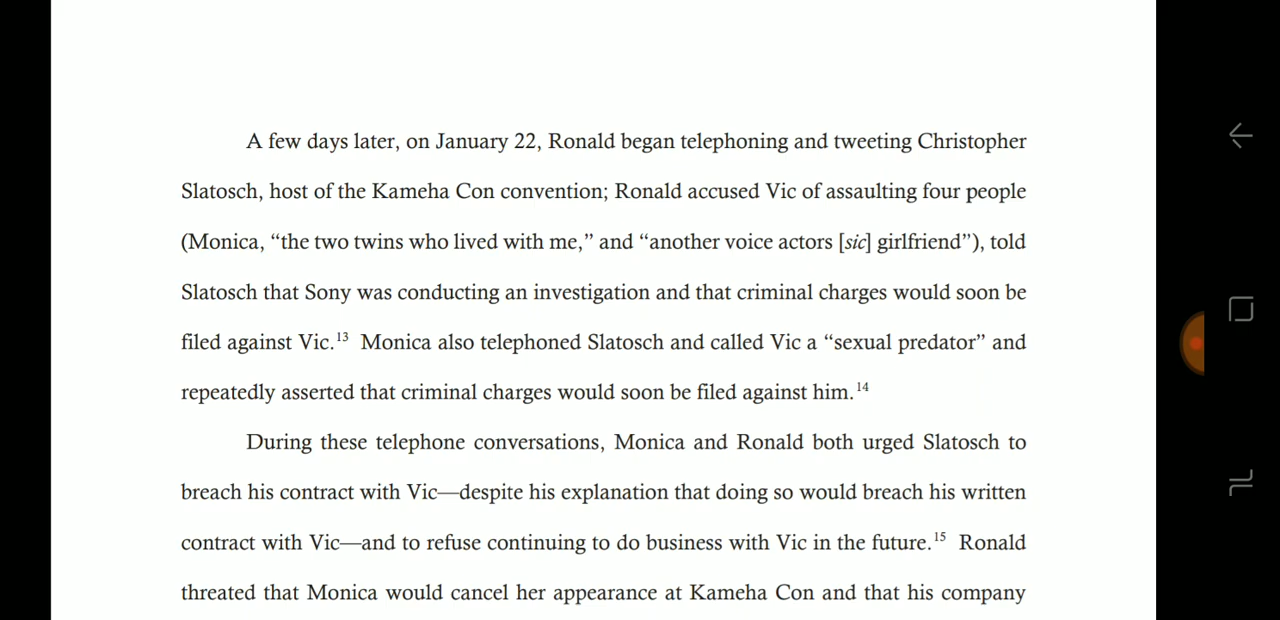 A few days later, on January 22, Ronald began telephoning and tweeting Christopher
Slatosch, host of the Kameha Con convention; Ronald accused Vic of assaulting four people
(Monica, “the two twins who lived with me,” and “another voice actors [sic] girlfriend”), told
Slatosch that Sony was conducting an investigation and that criminal charges would soon be
filed against Vic.13 Monica also telephoned Slatosch and called Vic a “sexual predator” and
repeatedly asserted that criminal charges would soon be filed against him.14
During these telephone conversations, Monica and Ronald both urged Slatosch to
breach his contract with Vic—despite his explanation that doing so would breach his written
contract with Vic—and to refuse continuing to do business with Vic in the future.15 Ronald
threated that Monica would cancel her appearance at Kameha Con and that his company